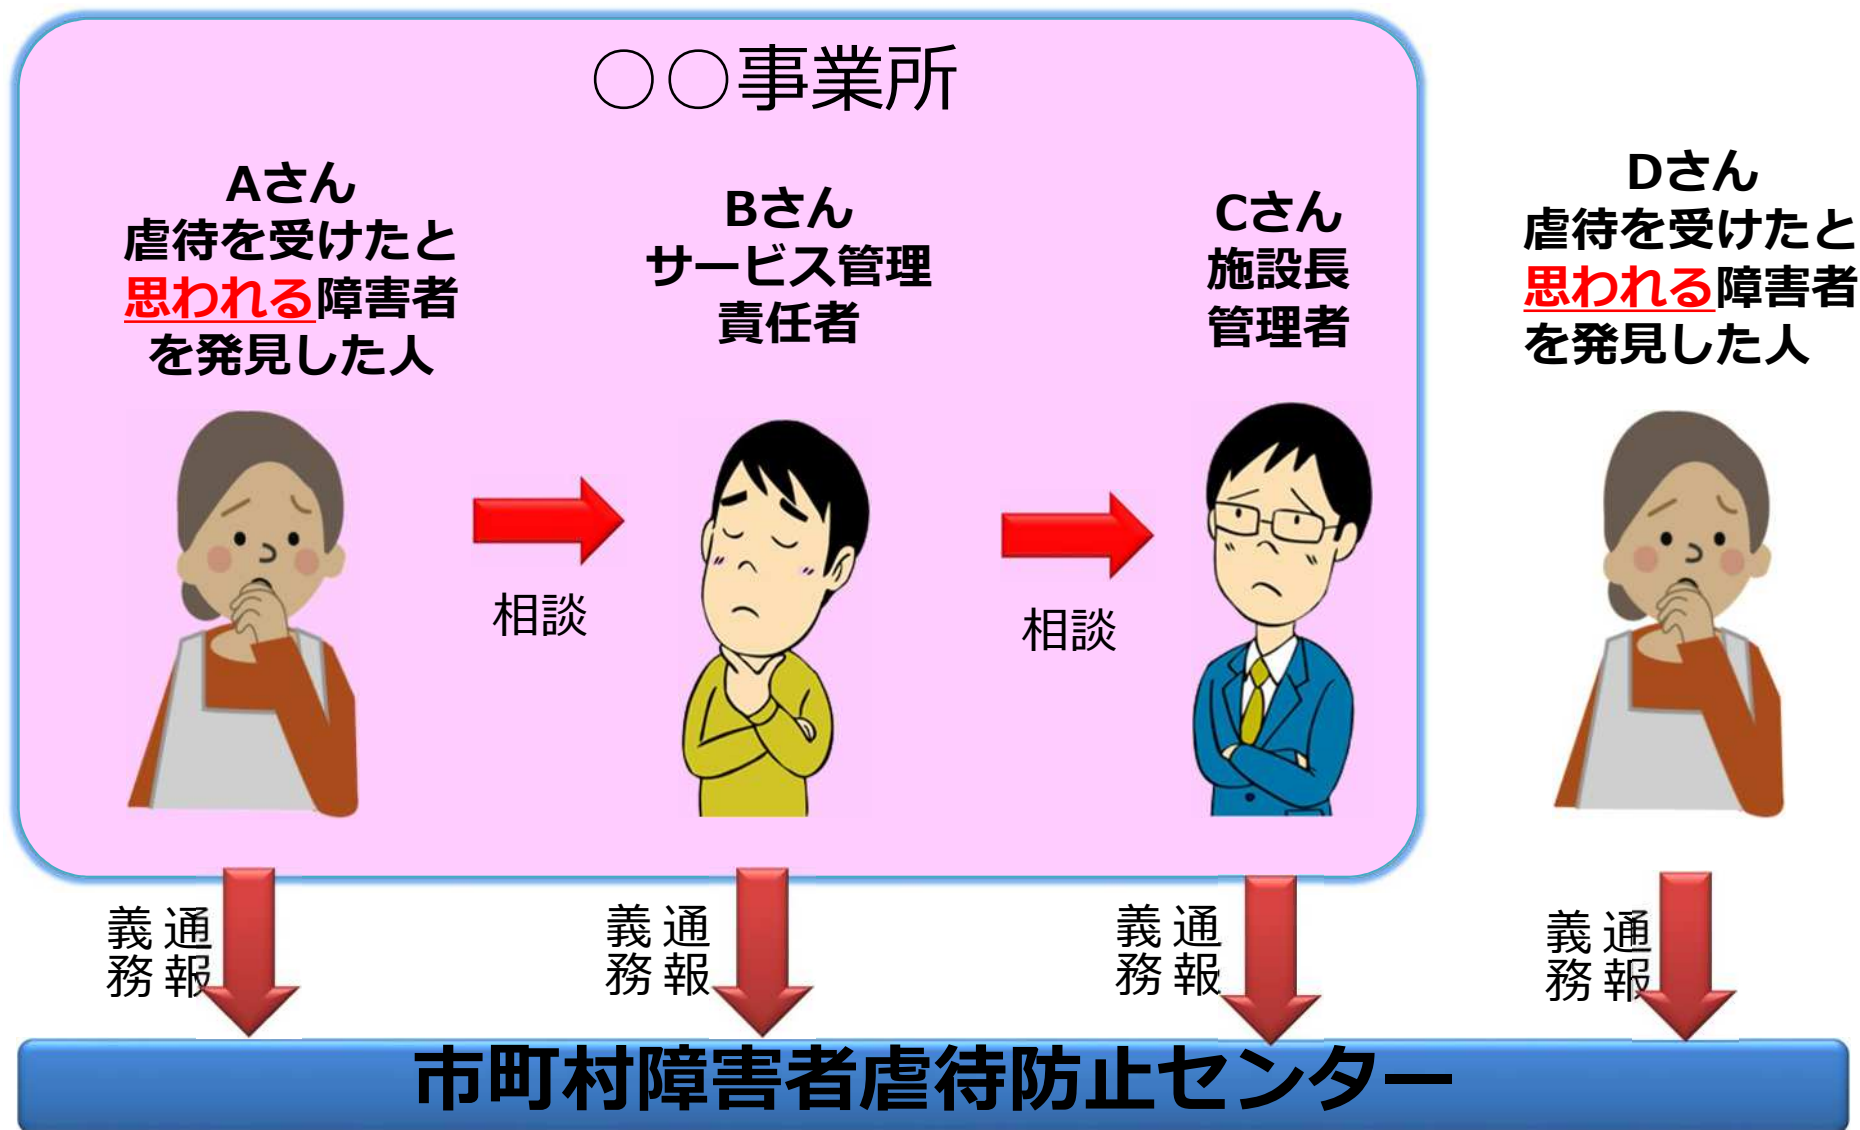 〇〇事業所
Aさん
虐待を受けたと
思われる障害者
を発見した人
Bさん
サービス管理
責任者
Cさん
施設長
管理者
Dさん
虐待を受けたと
思われる障害者
を発見した人
相談
相談
通報
義務
通報
義務
通報
義務
通報
義務
市町村障害者虐待防止センター